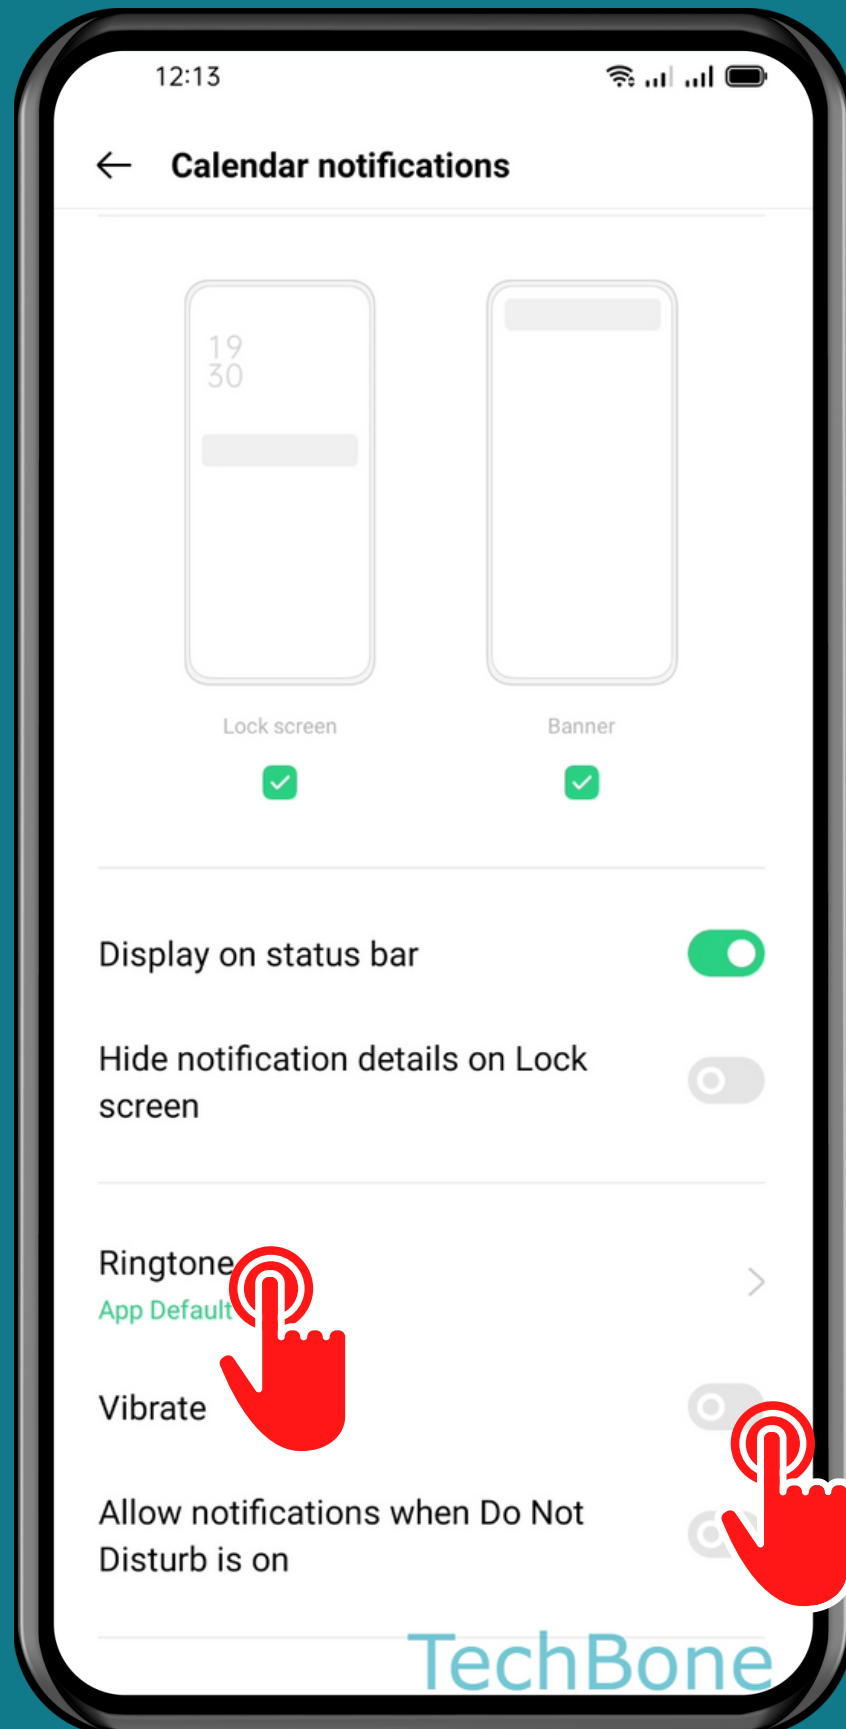 12:13
Calendar notifications
19
30
Lock screen
Banner
Display on status bar
Hide notification details on Lock
screen
Ringtone
App Default
Vibrate
Allow notifications when Do Not
Disturb is on
TechBone